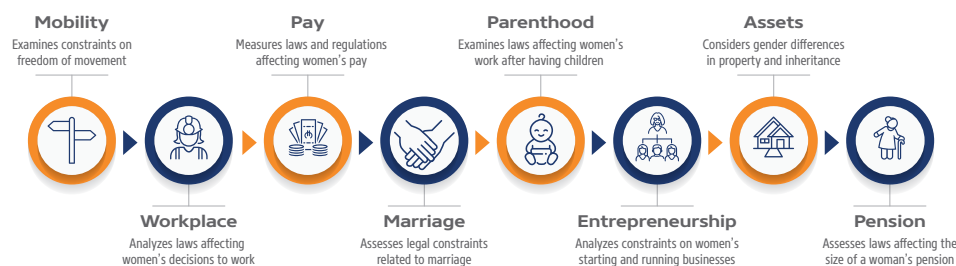 Mobility
Examines constraints on
freedom of movement
Pay
Measures laws and regulations
affecting women's pay
Parenthood
Examines laws affecting women's
work after having children
Assets
Considers gender differences
in property and inheritance
Workplace
Analyzes laws affecting
women's decisions to work
Marriage
Assesses legal constraints
related to marriage
Entrepreneurship
Analyzes constraints on women's
starting and running businesses
Pension
Assesses laws affecting the
size of a woman's pension